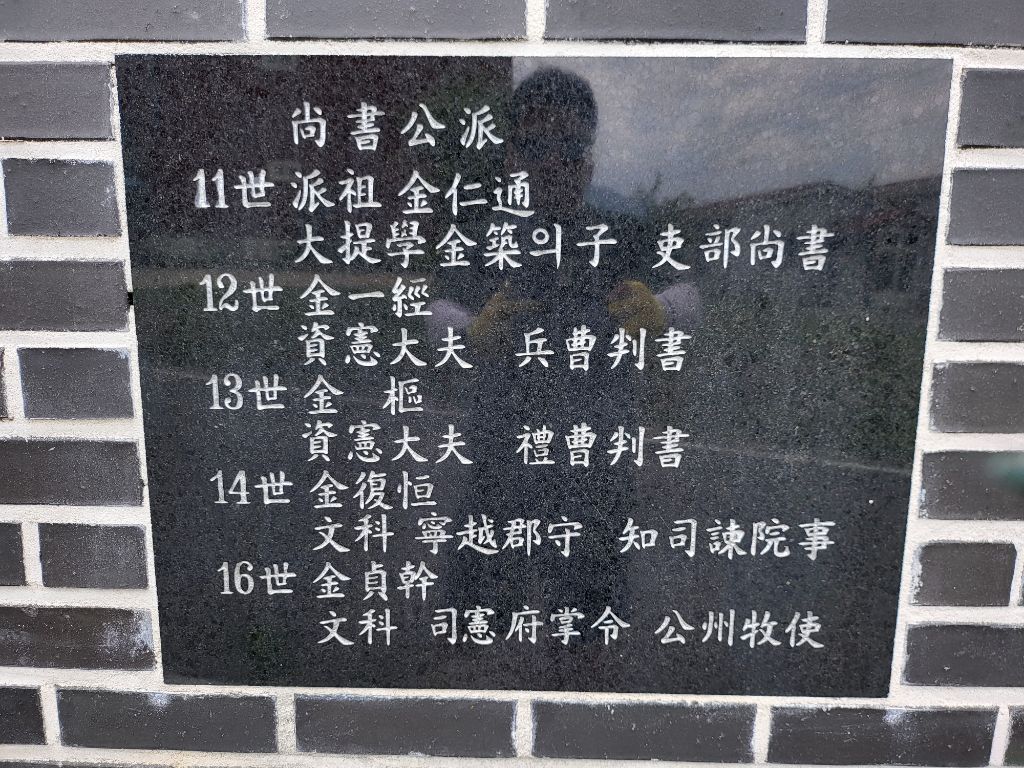 尙書公派
11世 派祖 金仁通
大提學金築의子 吏部尙書
12世 金一經
資憲大夫 兵曹判書
13世 金 樞
資憲大夫 禮曹判書
14世 金復恒
文科 寧越郡守 知司諫院事
16世 金貞幹
文科 司憲府掌令 公州牧使